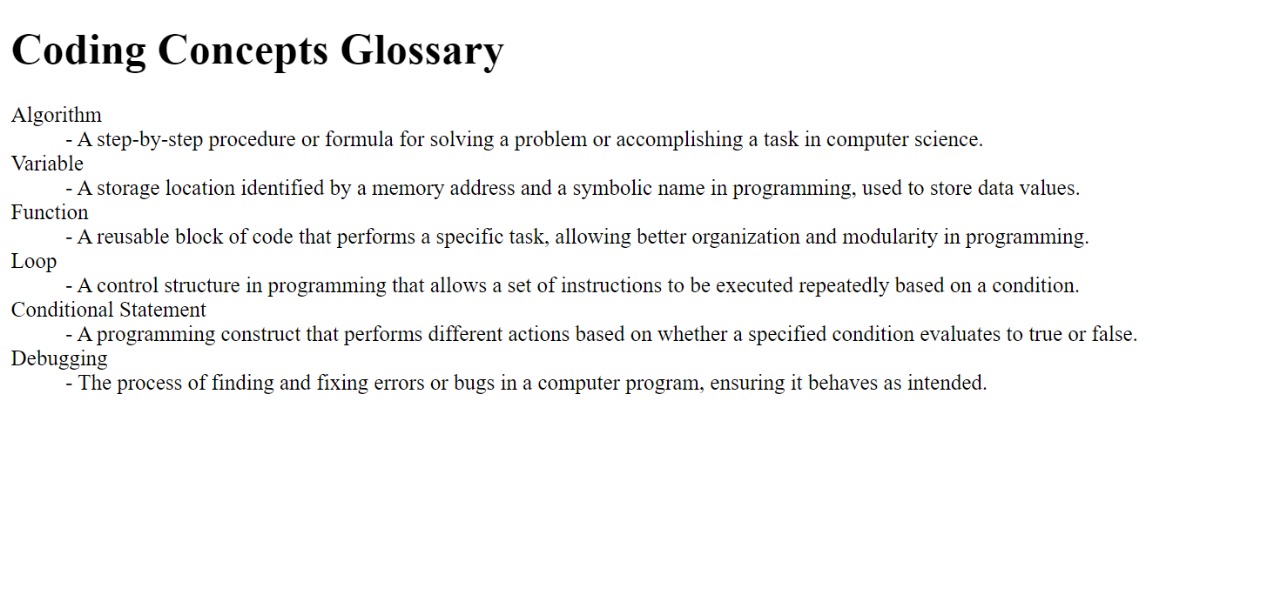 Coding Concepts Glossary
Algorithm
- A step-by-step procedure or formula for solving a problem or accomplishing a task in computer science.
Variable
- A storage location identified by a memory address and a symbolic name in programming, used to store data values.
Function
- A reusable block of code that performs a specific task, allowing better organization and modularity in programming.
Loop
- A control structure in programming that allows a set of instructions to be executed repeatedly based on a condition.
Conditional Statement
- A programming construct that performs different actions based on whether a specified condition evaluates to true or false.
Debugging
- The process of finding and fixing errors or bugs in a computer program, ensuring it behaves as intended.